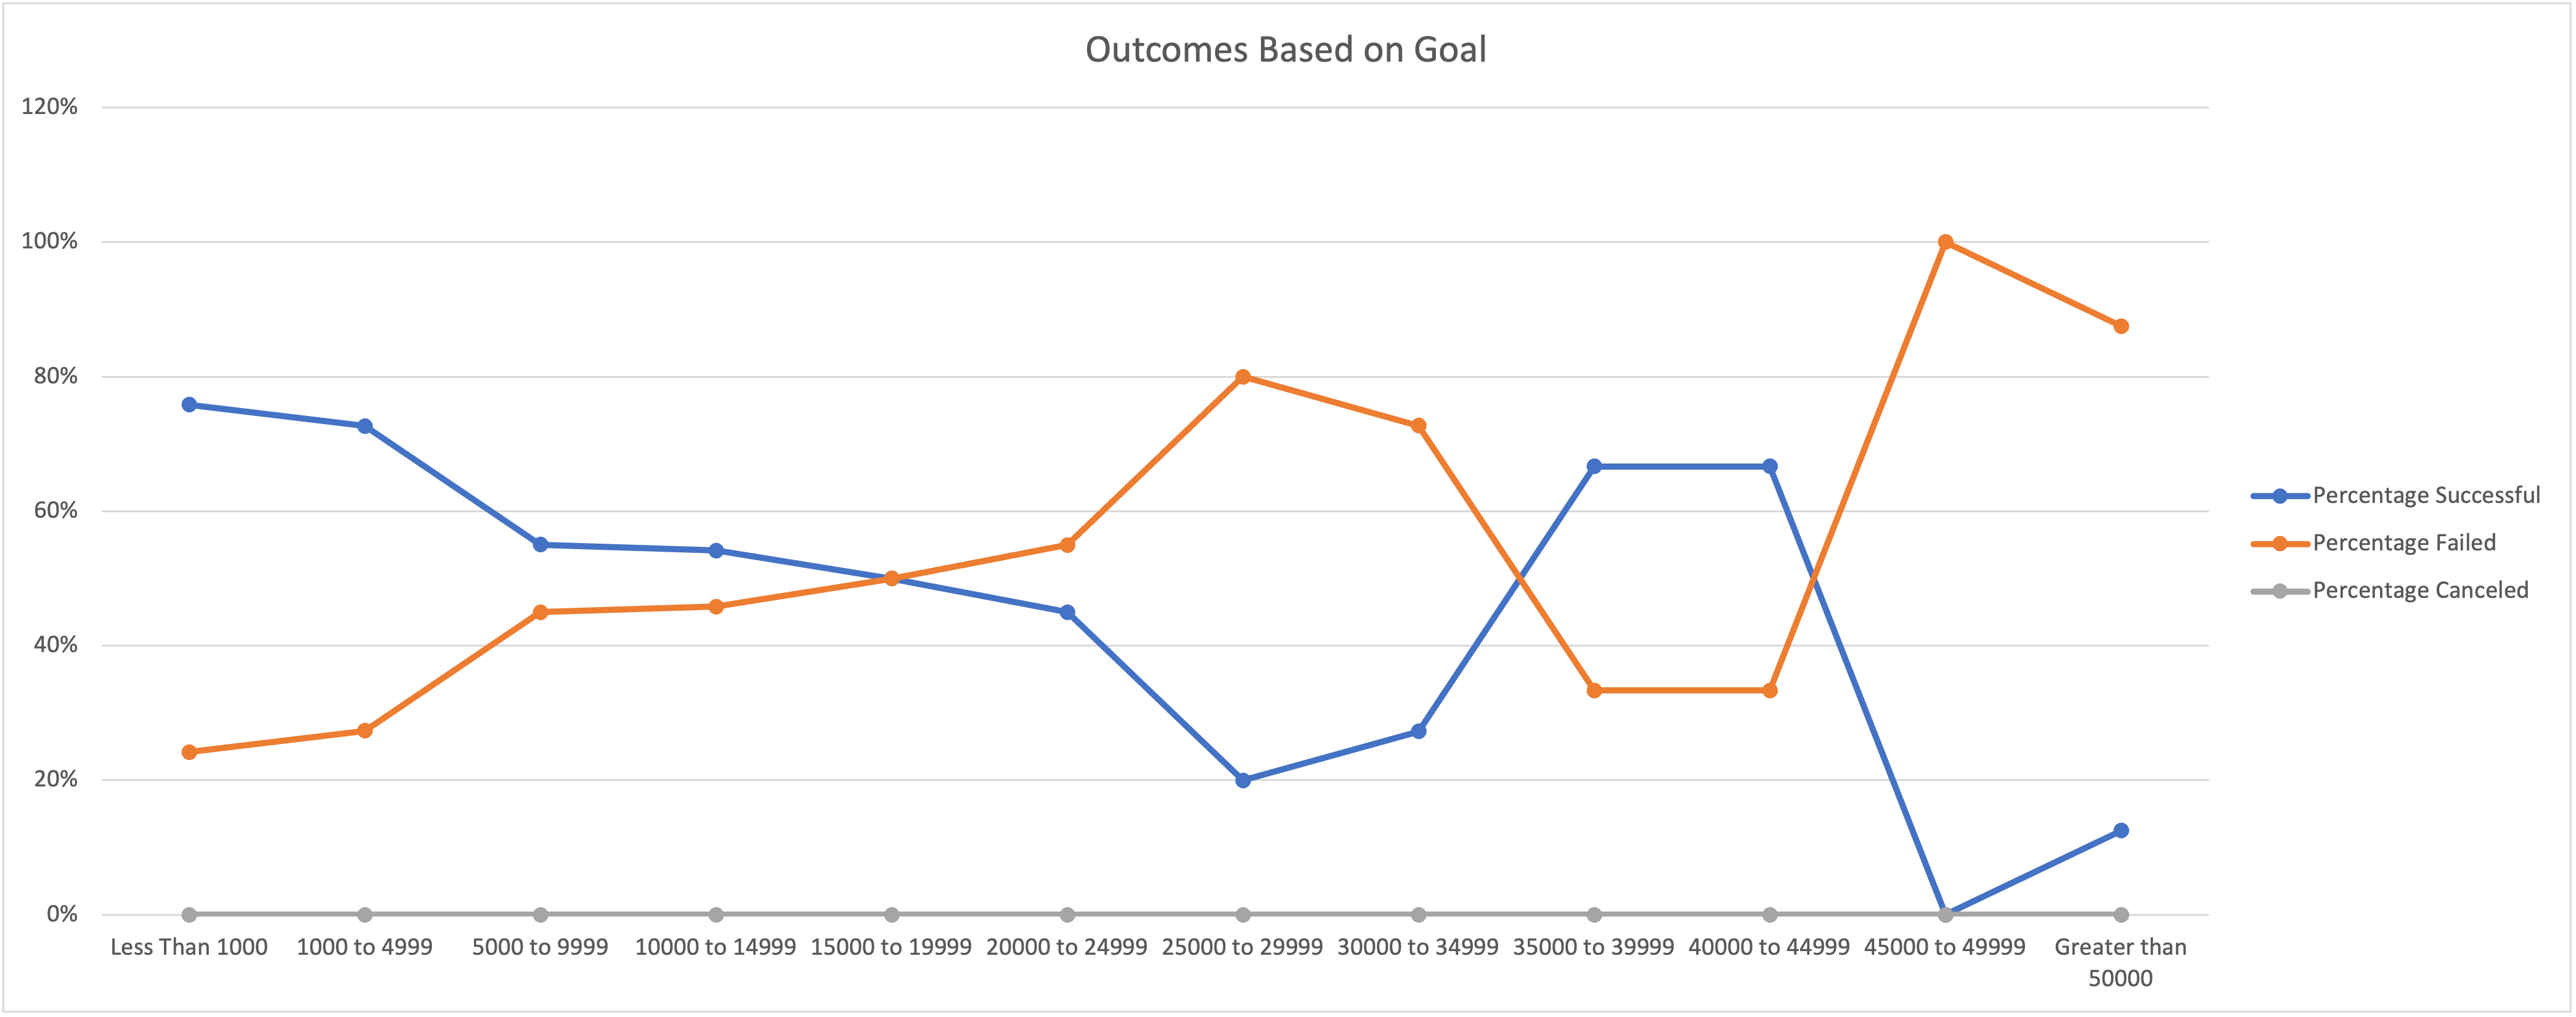 Outcomes Based on Goal
120%
100%
80%
60%
40%
20%
0%
Less Than 1000
1000 to 4999
5000 to 9999
10000 to 14999
15000 to 19999
20000 to 24999
25000 to 29999
30000 to 34999
35000 to 39999
40000 to 44999
45000 to 49999
Greater than
50000
Percentage Successful
Percentage Failed
Percentage Canceled